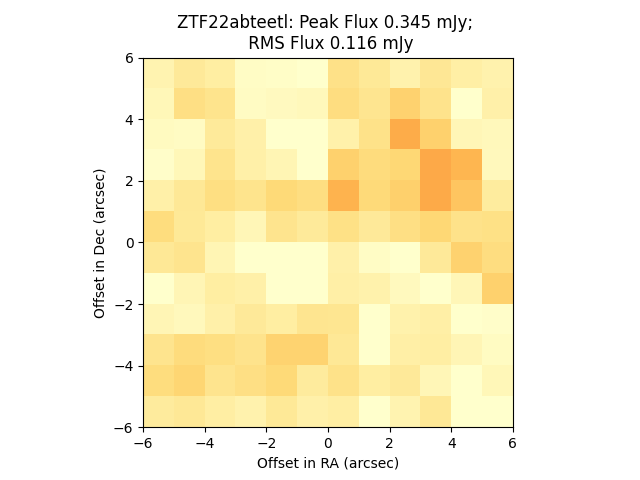 ZTF22abteetl: Peak Flux 0.345 mJy;
RMS Flux 0.116 mJy
6
4
2
0
−2
−4
−6
Offset in Dec (arcsec)
−6 −4 −2 0 2 4 6
Offset in RA (arcsec)